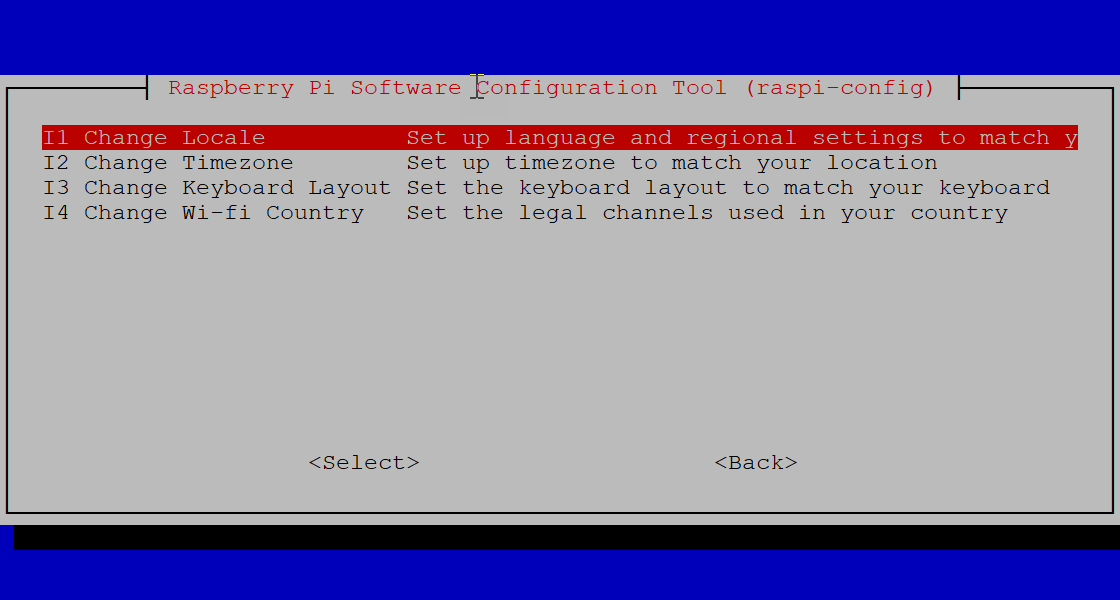 Raspberry Pi Software Configuration Tool (raspi-config)
I1 Change Locale Set up language and regional settings to match y
I2 Change Timezone Set up timezone to match your location
I3 Change Keyboard Layout Set the keyboard layout to match your keyboard
I4 Change Wi-fi Country Set the legal channels used in your country
<Select> <Back>